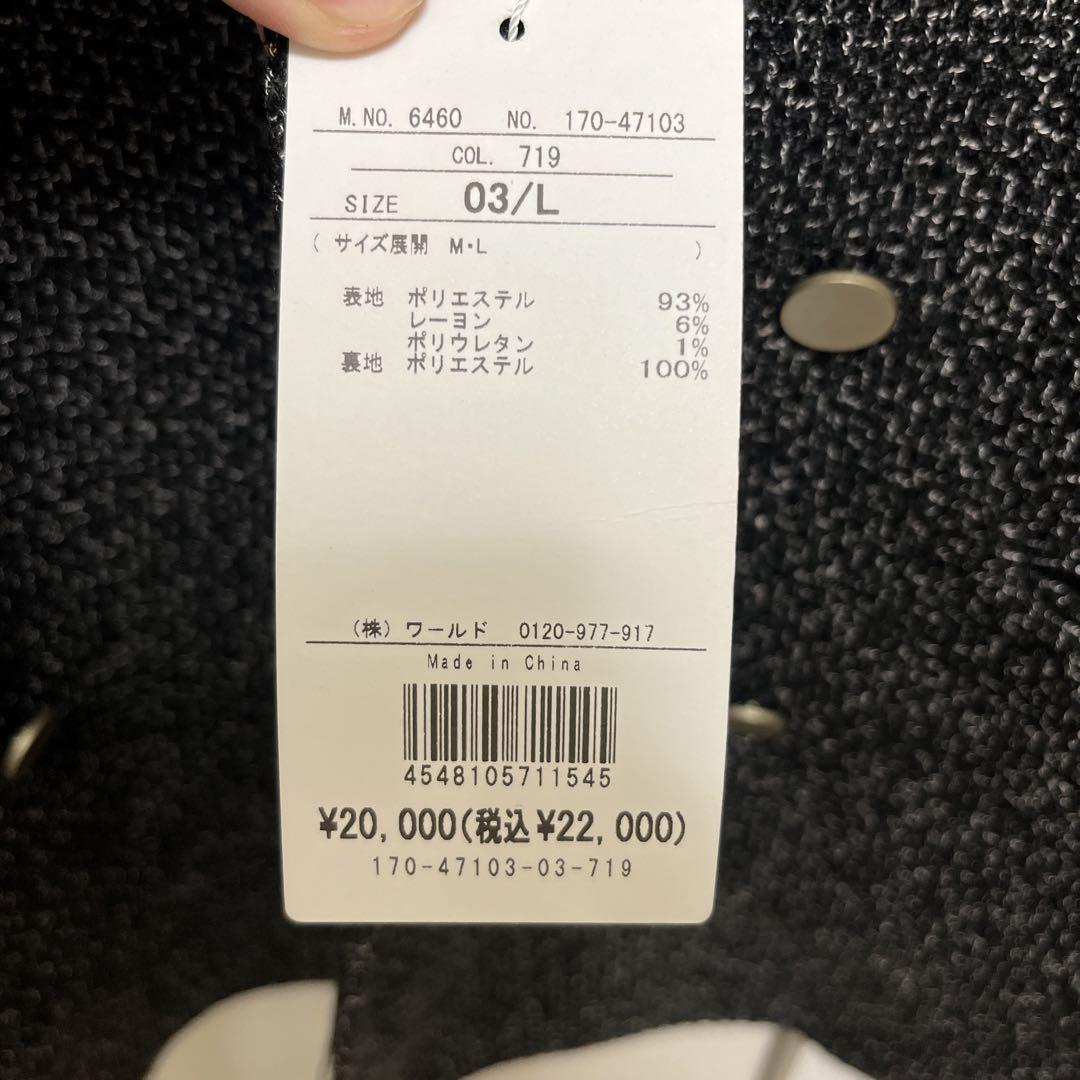 M.NO. 6460 NO. 170-47103
COL. 719
SIZE 03/L
( サイズ展開 M・L )
表地 ポリエステル 93%
レーヨン 6%
ポリウレタン 1%
裏地 ポリエステル 100%
(株) ワールド 0120-977-917
Made in China
4548105711545
¥20,000(税込¥22,000)
170-47103-03-719